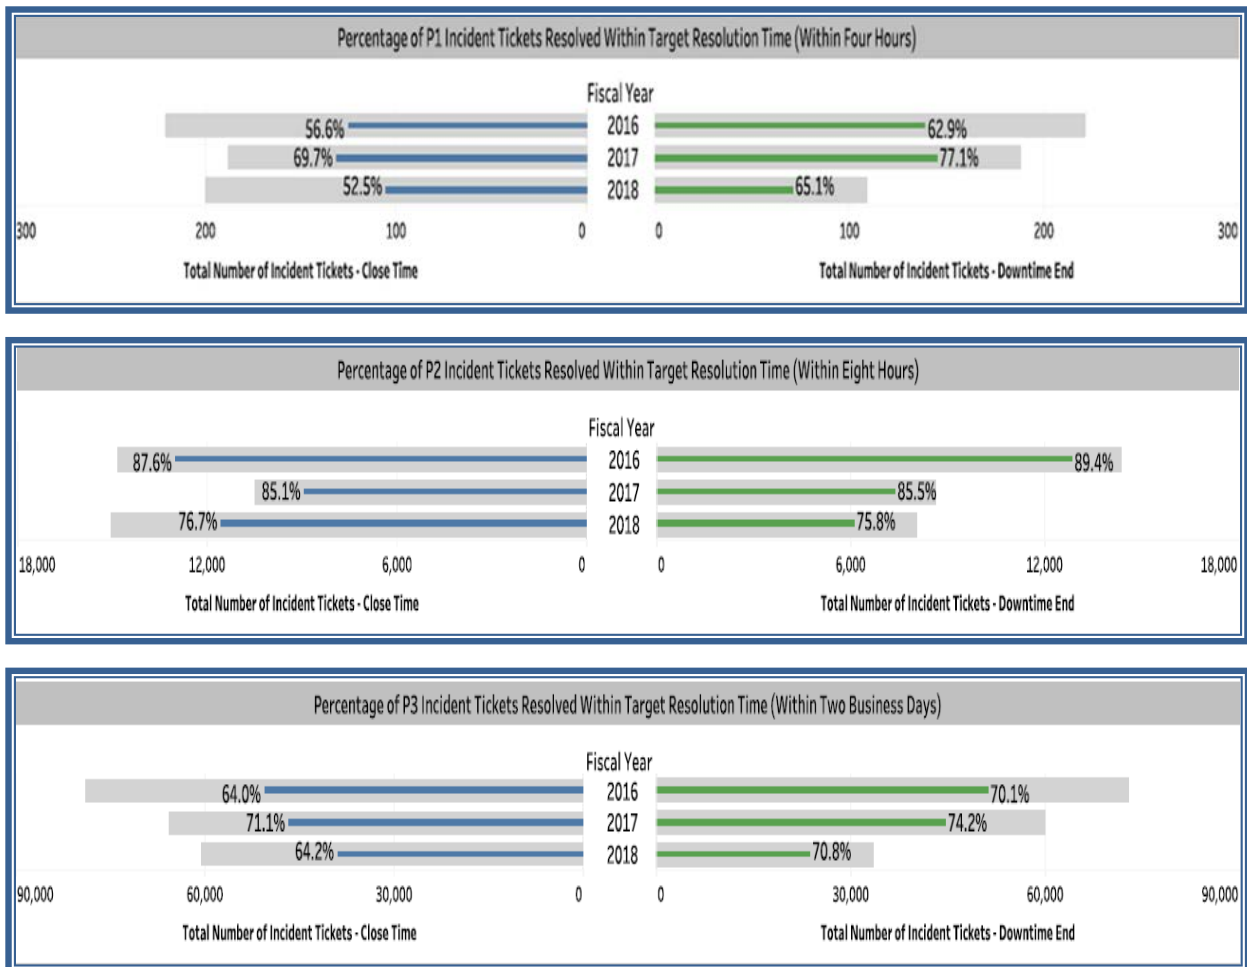 Percentage of P1 Incident Tickets Resolved Within Target Resolution Time (Within Four Hours)
Fiscal Year
56.6% 2016 62.9%
69.7% 2017 77.1%
52.5% 2018 65.1%
300 200 100 0 0 100 200 300
Total Number of Incident Tickets - Close Time Total Number of Incident Tickets - Downtime End
Percentage of P2 Incident Tickets Resolved Within Target Resolution Time (Within Eight Hours)
Fiscal Year
87.6% 2016 89.4%
85.1% 2017 85.5%
76.7% 2018 75.8%
18,000 12,000 6,000 0 0 6,000 12,000 18,000
Total Number of Incident Tickets - Close Time Total Number of Incident Tickets - Downtime End
Percentage of P3 Incident Tickets Resolved Within Target Resolution Time (Within Two Business Days)
Fiscal Year
64.0% 2016 70.1%
71.1% 2017 74.2%
64.2% 2018 70.8%
90,000 60,000 30,000 0 0 30,000 60,000 90,000
Total Number of Incident Tickets - Close Time Total Number of Incident Tickets - Downtime End